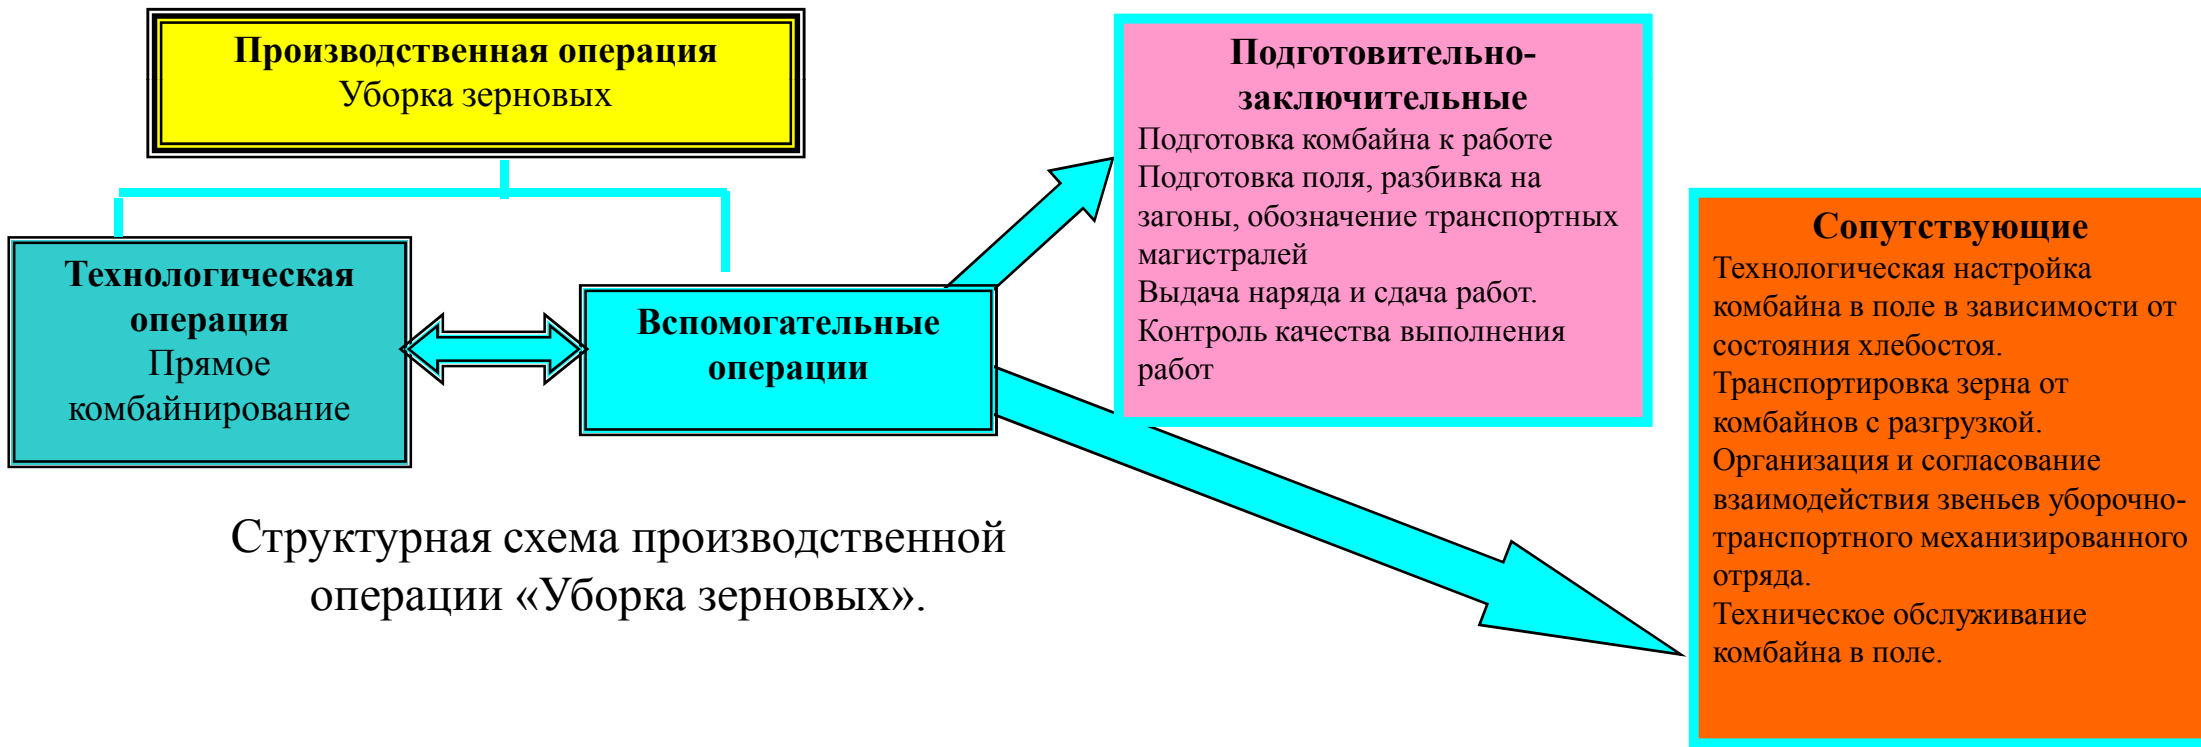 Производственная операция
Уборка зерновых
Технологическая
операция
Прямое
комбайнирование
Вспомогательные
операции
Подготовительно-
заключительные
Подготовка комбайна к работе
Подготовка поля, разбивка на
загоны, обозначение транспортных
магистралей
Выдача наряда и сдача работ.
Контроль качества выполнения
работ
Сопутствующие
Технологическая настройка
комбайна в поле в зависимости от
состояния хлебостоя.
Транспортировка зерна от
комбайнов с разгрузкой.
Организация и согласование
взаимодействия звеньев уборочно-
транспортного механизированного
отряда.
Техническое обслуживание
комбайна в поле.
Структурная схема производственной
операции «Уборка зерновых».